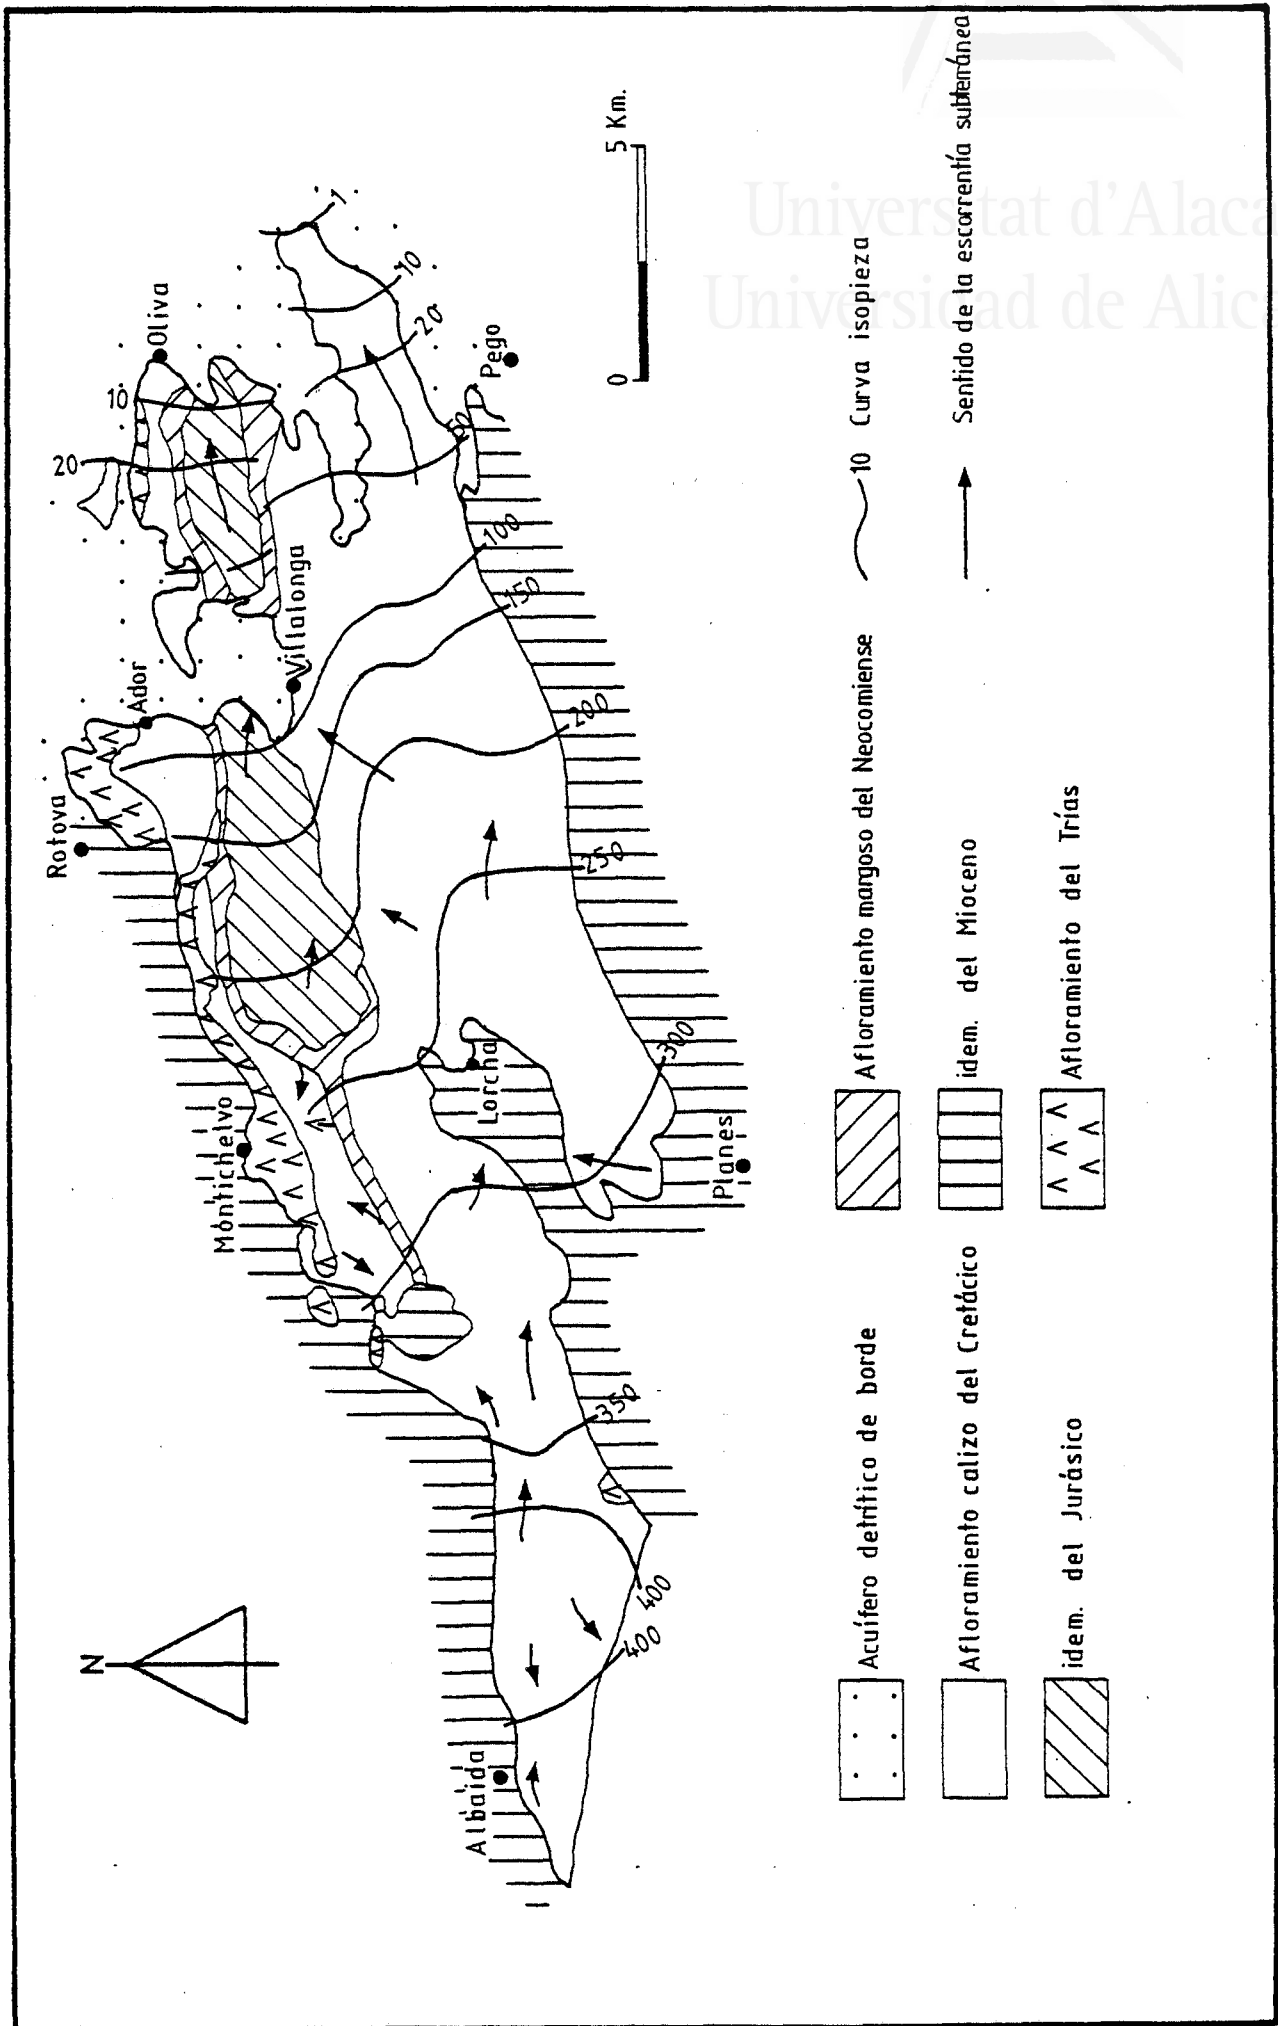 N
Rotova
Ador
Oliva
Villalonga
Pego
Montichelvo
Lorcha
Planes
Albaida
20
10
1
10
20
50
100
150
200
250
300
350
400
400
0
5 Km.
Acuífero detrítico de borde
Afloramiento calizo del Cretácico
idem. del Jurásico
Afloramiento margoso del Neocomiense
idem. del Mioceno
Afloramiento del Trías
10 Curva isopieza
Sentido de la escorrentía subterránea
Universitat d'Alaca
Universidad de Alica